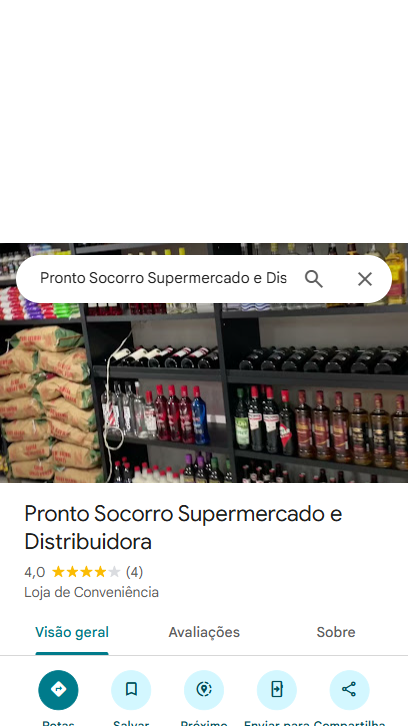 Pronto Socorro Supermercado e Dis
Pronto Socorro Supermercado e
Distribuidora
4,0 (4)
Loja de Conveniência
Visão geral Avaliações Sobre
Rotas Salvar Próximo Enviar para Compartilha